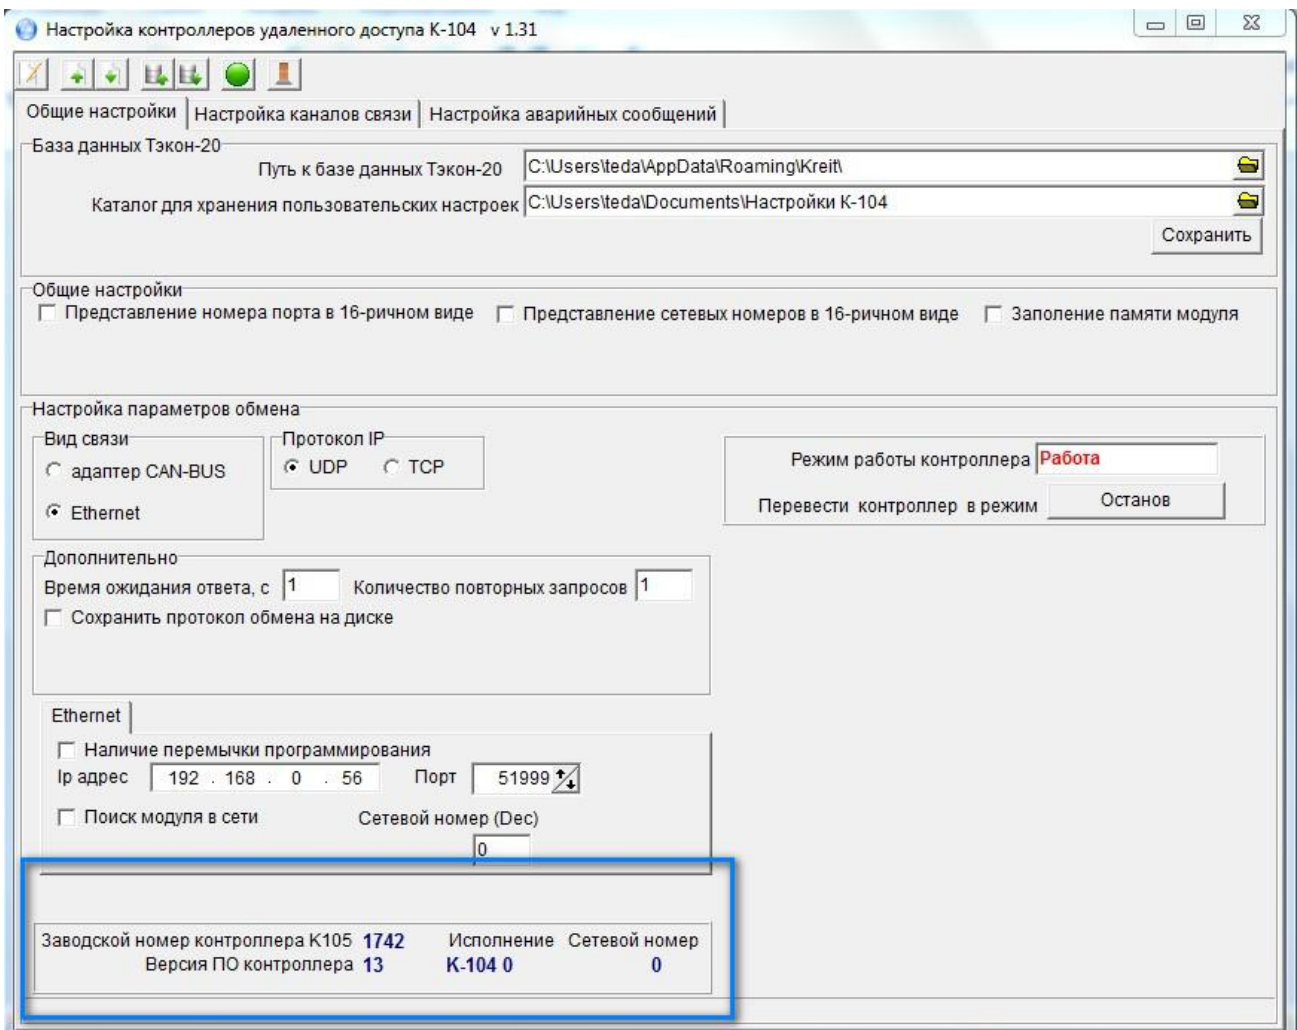 Настройка контроллеров удаленного доступа К-104 v 1.31
Общие настройки Настройка каналов связи Настройка аварийных сообщений
База данных Тэкон-20
Путь к базе данных Тэкон-20 C:\Users\teda\AppData\Roaming\Kreit\
Каталог для хранения пользовательских настроек C:\Users\teda\Documents\Настройки К-104
Сохранить
Общие настройки
Представление номера порта в 16-ричном виде Представление сетевых номеров в 16-ричном виде Заполение памяти модуля
Настройка параметров обмена
Вид связи Протокол IP
адаптер CAN-BUS UDP TCP Режим работы контроллера Работа
Ethernet Перевести контроллер в режим Останов
Дополнительно
Время ожидания ответа, с 1 Количество повторных запросов 1
Сохранить протокол обмена на диске
Ethernet
Наличие перемычки программирования
Ip адрес 192 . 168 . 0 . 56 Порт 51999
Поиск модуля в сети Сетевой номер (Dec)
0
Заводской номер контроллера К105 1742 Исполнение Сетевой номер
Версия ПО контроллера 13 К-104 0 0